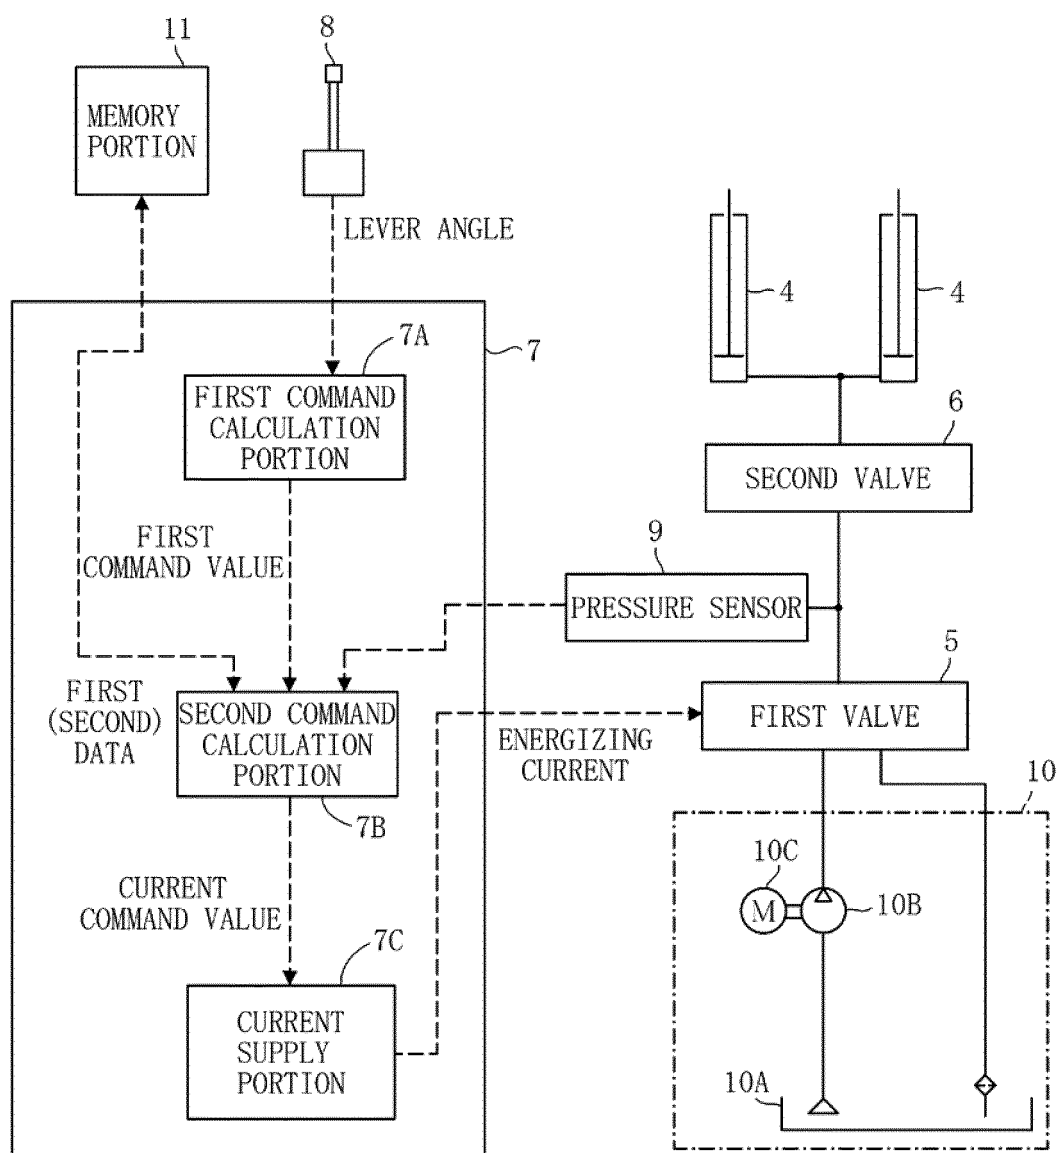 11
8
MEMORY
PORTION
LEVER ANGLE
4
4
7A
7
FIRST COMMAND
CALCULATION
PORTION
6
SECOND VALVE
FIRST
COMMAND VALUE
9
PRESSURE SENSOR
5
FIRST
(SECOND)
DATA
SECOND COMMAND
CALCULATION
PORTION
FIRST VALVE
ENERGIZING
CURRENT
7B
10
10C
M
10B
CURRENT
COMMAND VALUE
7C
CURRENT
SUPPLY
PORTION
10A